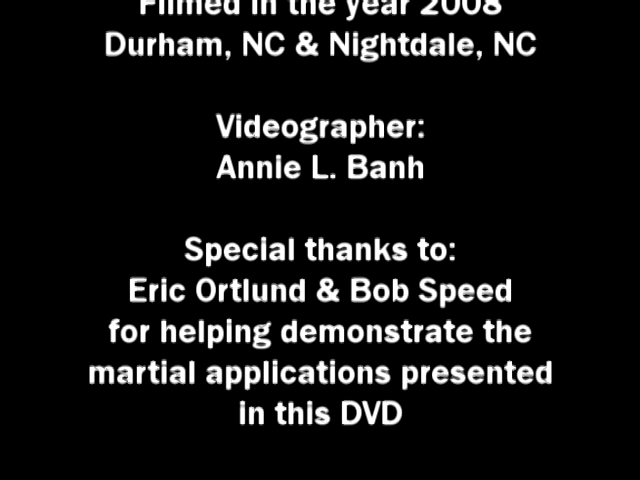 Filmed in the year 2008
Durham, NC & Nightdale, NC
Videographer:
Annie L. Banh
Special thanks to:
Eric Ortlund & Bob Speed
for helping demonstrate the
martial applications presented
in this DVD